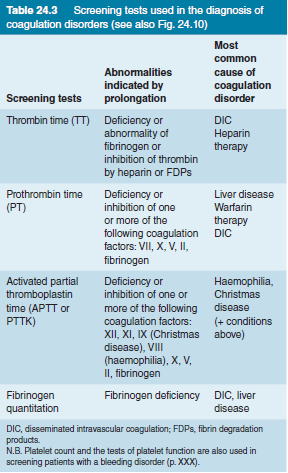 Table 24.3 Screening tests used in the diagnosis of
coagulation disorders (see also Fig. 24.10)
Screening tests
Abnormalities
indicated by
prolongation
Most
common
cause of
coagulation
disorder
Thrombin time (TT)
Deficiency or
abnormality of
fibrinogen or
inhibition of thrombin
by heparin or FDPs
DIC
Heparin
therapy
Prothrombin time
(PT)
Deficiency or
inhibition of one
or more of the
following coagulation
factors: VII, X, V, II,
fibrinogen
Liver disease
Warfarin
therapy
DIC
Activated partial
thromboplastin
time (APTT or
PTTK)
Deficiency or
inhibition of one or
more of the following
coagulation factors:
XII, XI, IX (Christmas
disease), VIII
(haemophilia), X, V,
II, fibrinogen
Haemophilia,
Christmas
disease
(+ conditions
above)
Fibrinogen
quantitation
Fibrinogen deficiency
DIC, liver
disease
DIC, disseminated intravascular coagulation; FDPs, fibrin degradation
products.
N.B. Platelet count and the tests of platelet function are also used in
screening patients with a bleeding disorder (p. XXX).